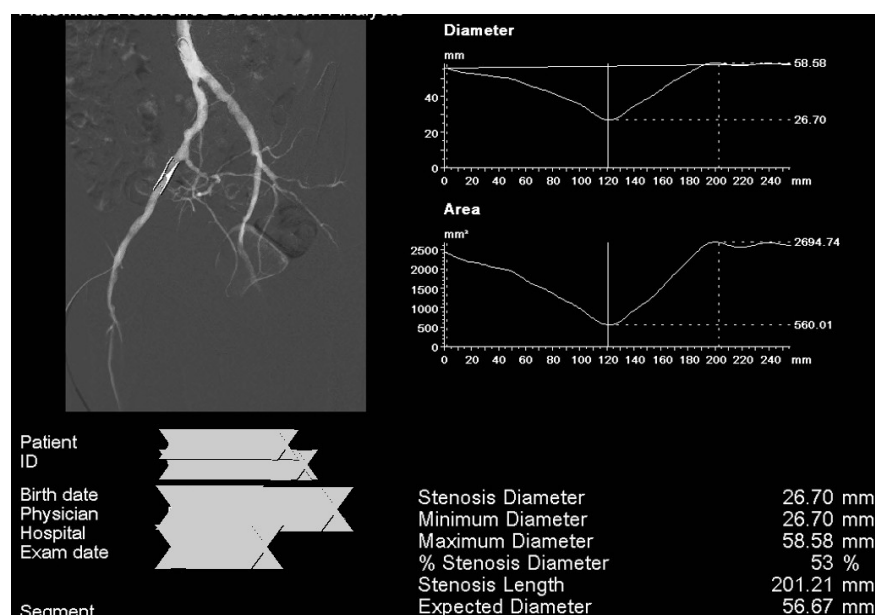 Automatic Reference Obstruction Analysis
Diameter
mm
58.58
40
26.70
20
0
0 20 40 60 80 100 120 140 160 180 200 220 240 mm
Area
mm²
2694.74
2500
2000
1500
1000
560.01
500
0
0 20 40 60 80 100 120 140 160 180 200 220 240 mm
Patient
ID
Birth date
Physician
Hospital
Exam date
Segment
Stenosis Diameter 26.70 mm
Minimum Diameter 26.70 mm
Maximum Diameter 58.58 mm
% Stenosis Diameter 53 %
Stenosis Length 201.21 mm
Expected Diameter 56.67 mm